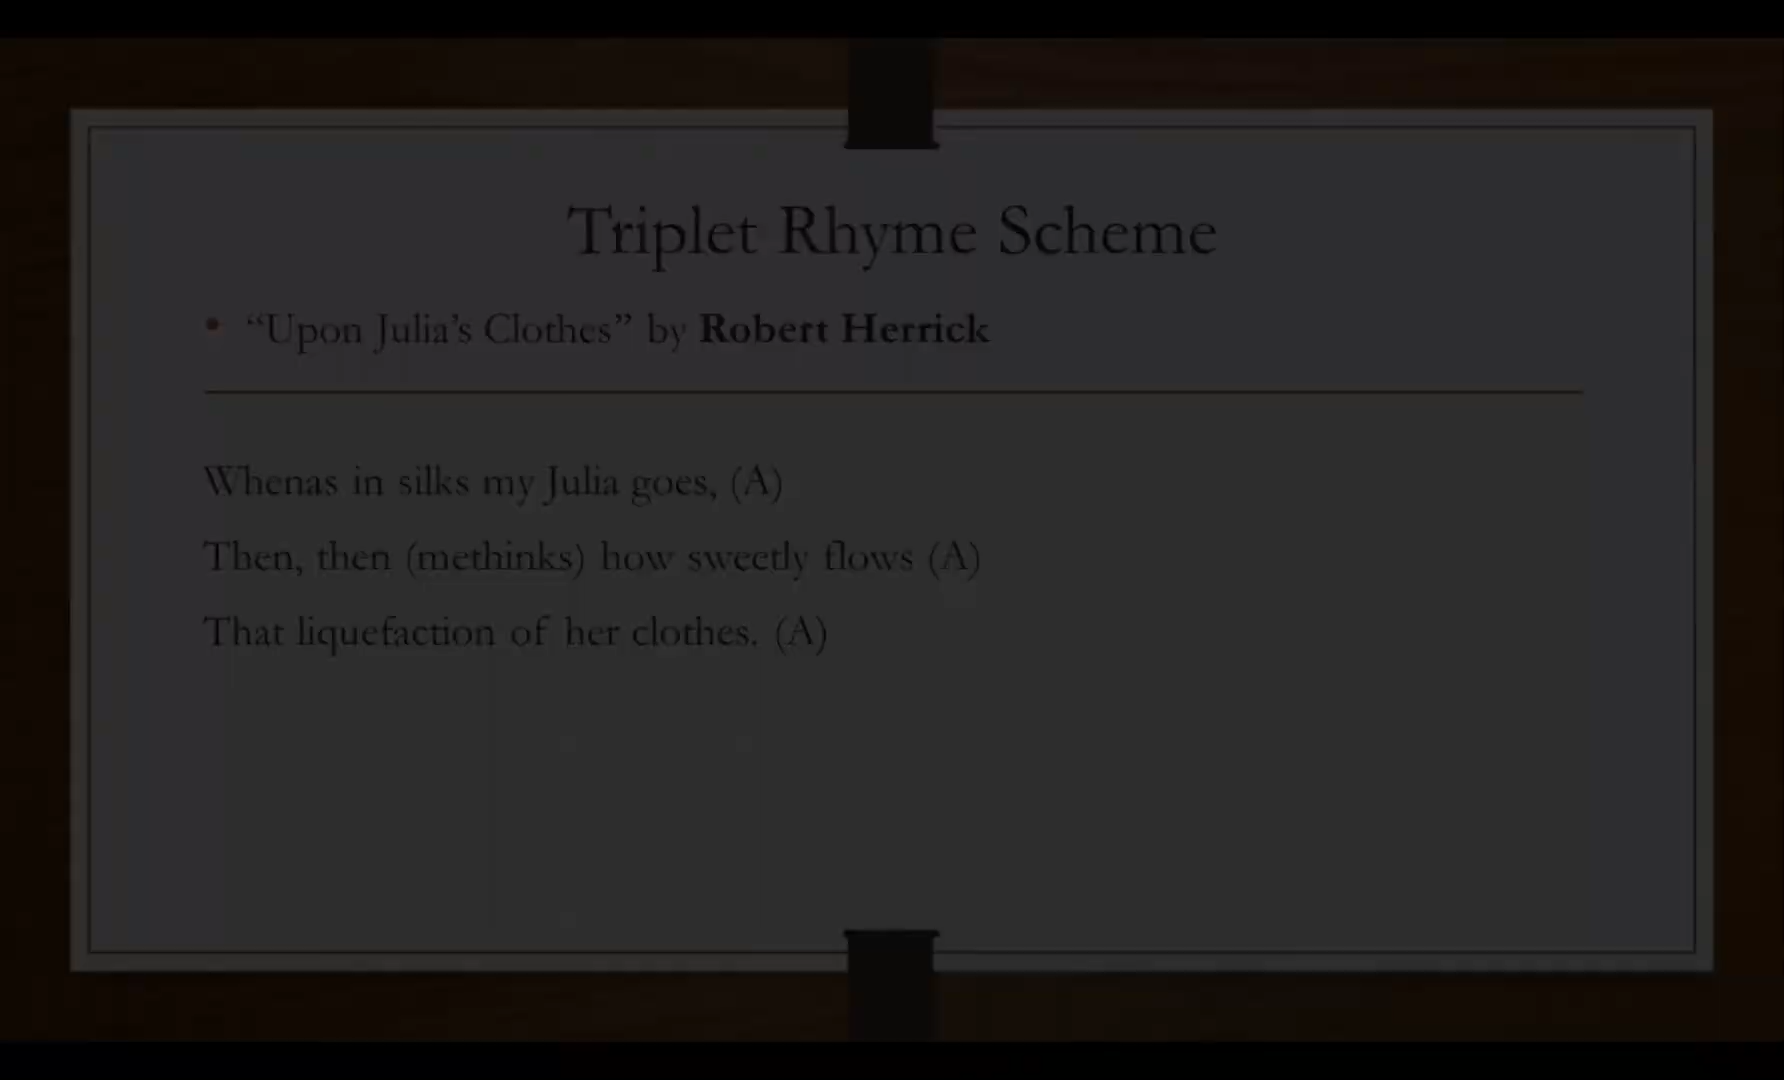 Triplet Rhyme Scheme
• “Upon Julia’s Clothes” by Robert Herrick
Whenas in silks my Julia goes, (A)
Then, then (methinks) how sweetly flows (A)
That liquefaction of her clothes. (A)